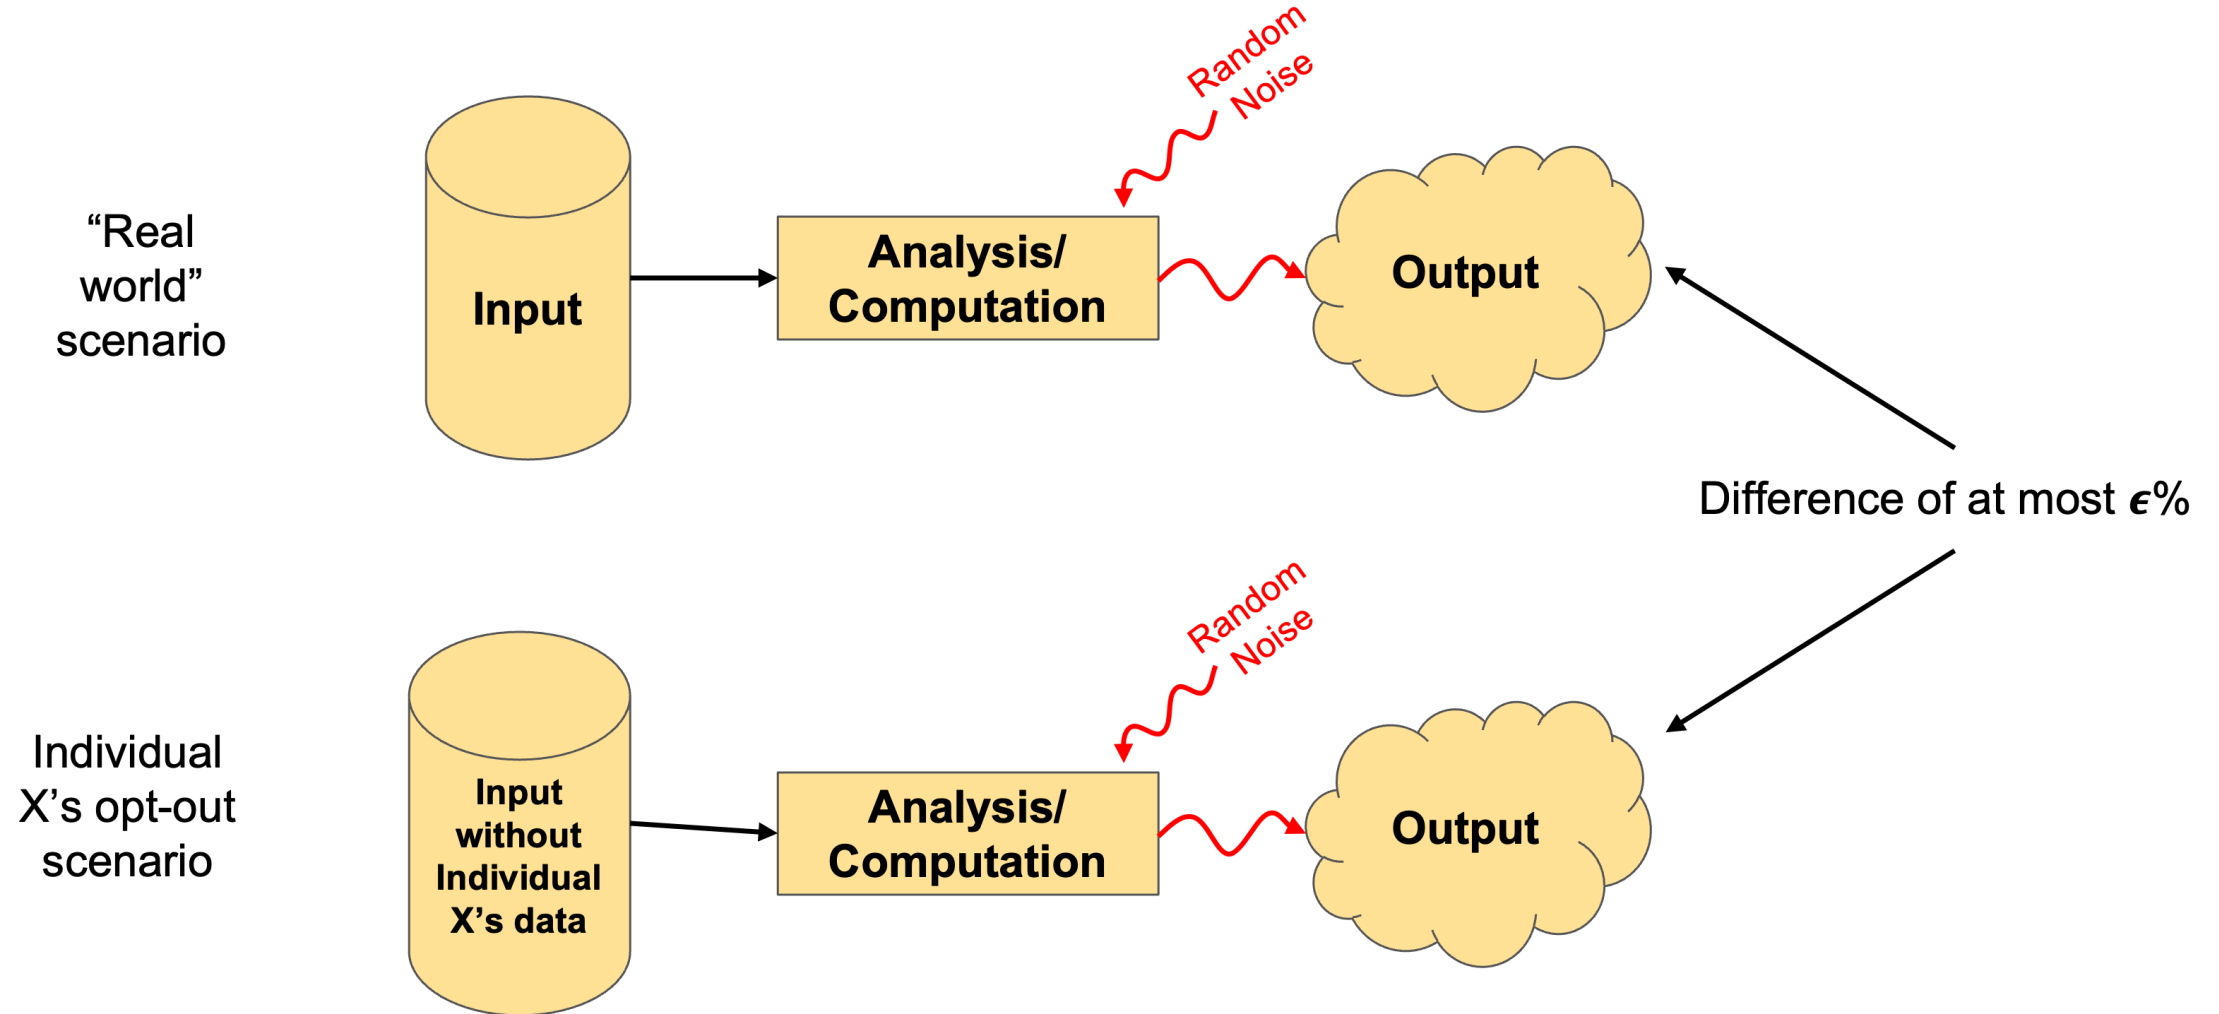 Random
Noise
“Real
world”
scenario
Input
Analysis/
Computation
Output
Difference of at most ϵ%
Random
Noise
Individual
X’s opt-out
scenario
Input
without
Individual
X’s data
Analysis/
Computation
Output